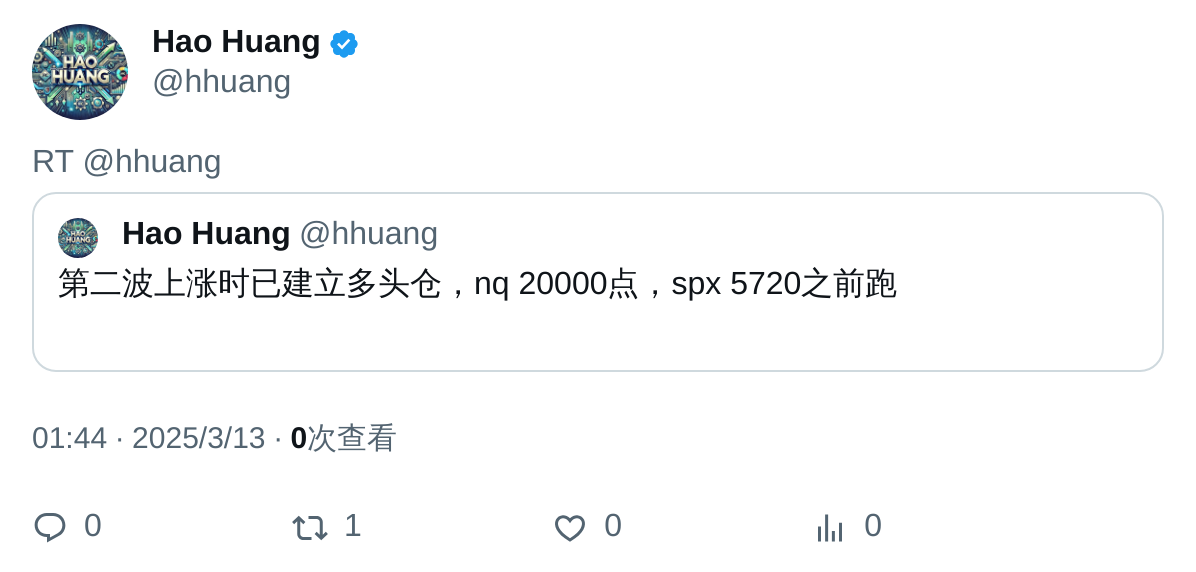 HAO
HUANG
Hao Huang
@hhuang
RT @hhuang
HAO
HUANG
Hao Huang @hhuang
第二波上涨时已建立多头仓，nq 20000点，spx 5720之前跑
01:44 · 2025/3/13 · 0次查看
0 1 0 0